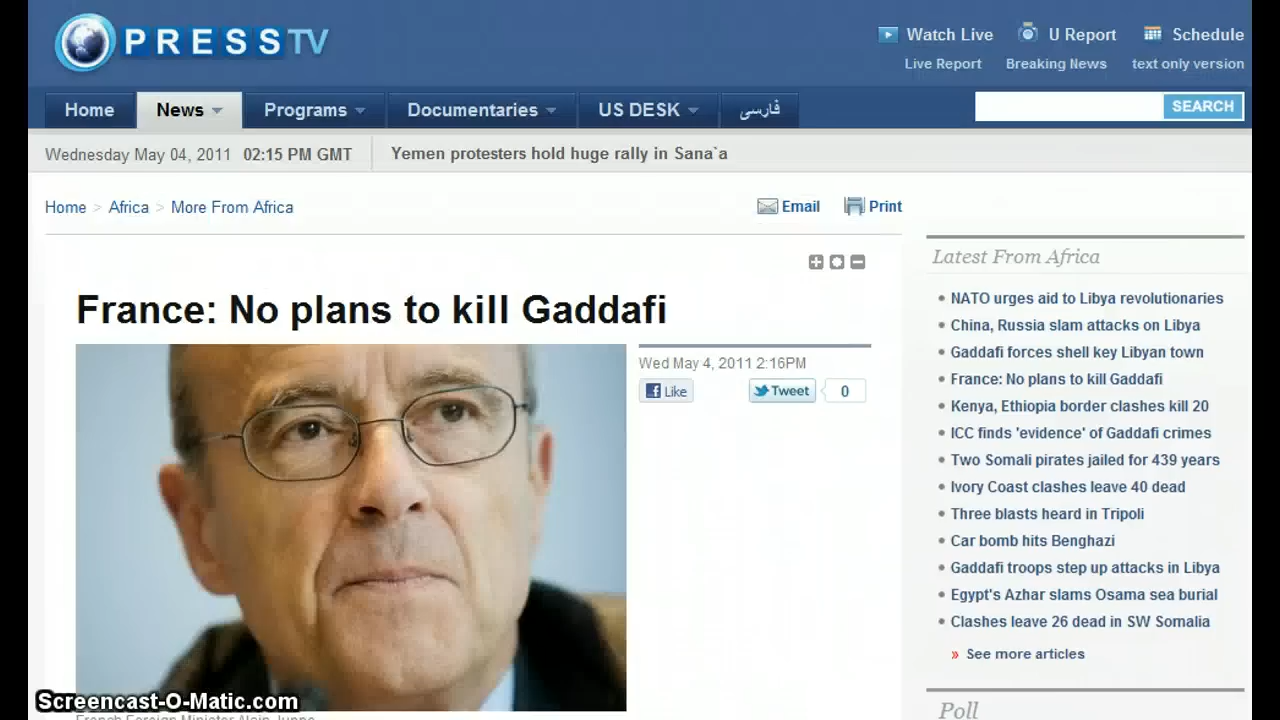 PRESSTV
Watch Live
U Report
Schedule
Live Report
Breaking News
text only version
Home
News
Programs
Documentaries
US DESK
فارسی
SEARCH
Wednesday May 04, 2011 02:15 PM GMT
Yemen protesters hold huge rally in Sana`a
Home > Africa > More From Africa
Email
Print
France: No plans to kill Gaddafi
Wed May 4, 2011 2:16PM
Like
Tweet
0
French Foreign Minister Alain Juppe
Latest From Africa
NATO urges aid to Libya revolutionaries
China, Russia slam attacks on Libya
Gaddafi forces shell key Libyan town
France: No plans to kill Gaddafi
Kenya, Ethiopia border clashes kill 20
ICC finds 'evidence' of Gaddafi crimes
Two Somali pirates jailed for 439 years
Ivory Coast clashes leave 40 dead
Three blasts heard in Tripoli
Car bomb hits Benghazi
Gaddafi troops step up attacks in Libya
Egypt's Azhar slams Osama sea burial
Clashes leave 26 dead in SW Somalia
» See more articles
Poll
Screencast-O-Matic.com